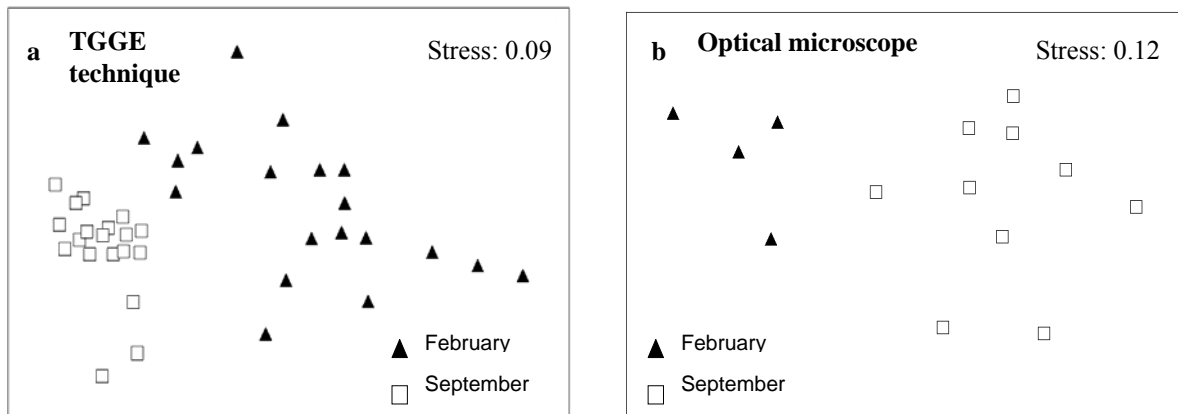 a TGGE
technique
Stress: 0.09
February
September
b Optical microscope
Stress: 0.12
February
September